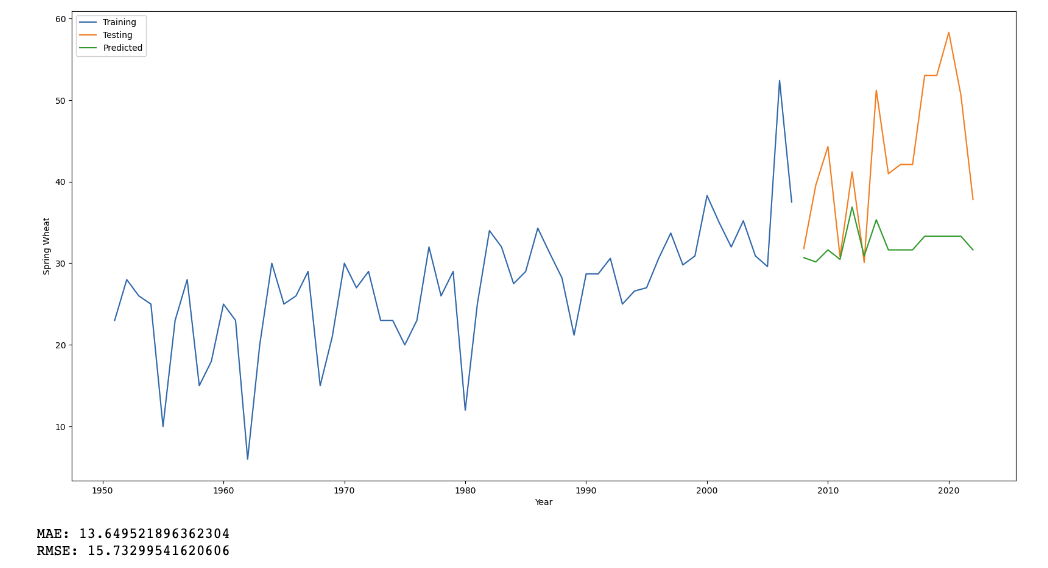 Training
Testing
Predicted
60
50
40
30
20
10
Spring Wheat
1950 1960 1970 1980 1990 2000 2010 2020
Year
MAE: 13.649521896362304
RMSE: 15.73299541620606